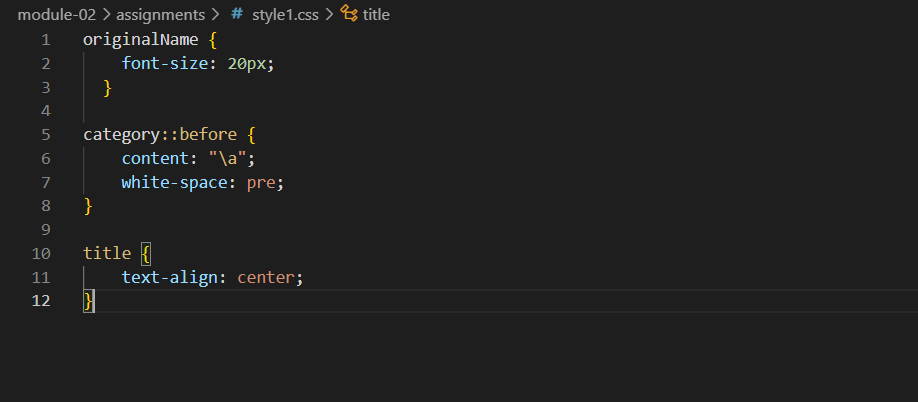 module-02 > assignments > # style1.css > title
1 originalName {
2 font-size: 20px;
3 }
4
5 category::before {
6 content: "\a";
7 white-space: pre;
8 }
9
10 title {
11 text-align: center;
12 }